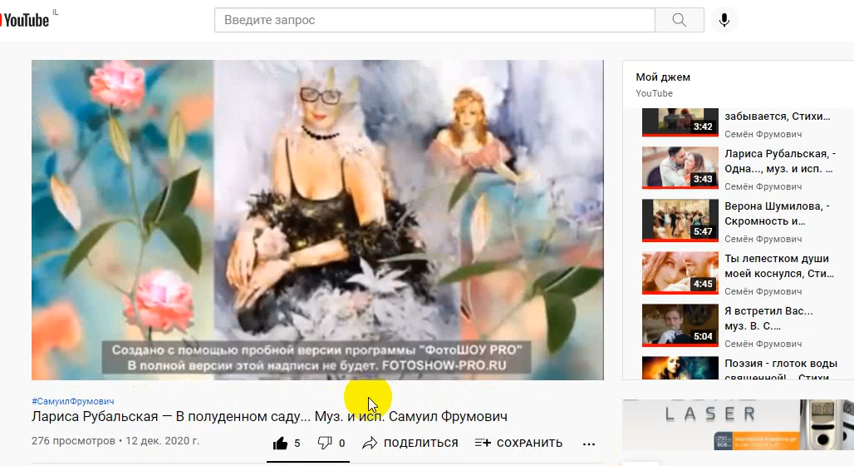 YouTube IL
Введите запрос
Создано с помощью пробной версии программы "ФотоШОУ PRO"
В полной версии этой надписи не будет. FOTOSHOW-PRO.RU
#СамуилФрумович
Лариса Рубальская — В полуденном саду... Муз. и исп. Самуил Фрумович
276 просмотров • 12 дек. 2020 г.
5
0
ПОДЕЛИТЬСЯ
СОХРАНИТЬ
Мой джем
YouTube
забывается, Стихи...
3:42
Семён Фрумович
Лариса Рубальская, -
Одна..., муз. и исп. ...
3:43
Семён Фрумович
Верона Шумилова, -
Скромность и...
5:47
Семён Фрумович
Ты лепестком души
моей коснулся, Сти...
4:45
Семён Фрумович
Я встретил Вас...
муз. В. С....
5:04
Семён Фрумович
Поэзия - глоток воды
священной! Стихи
LASER